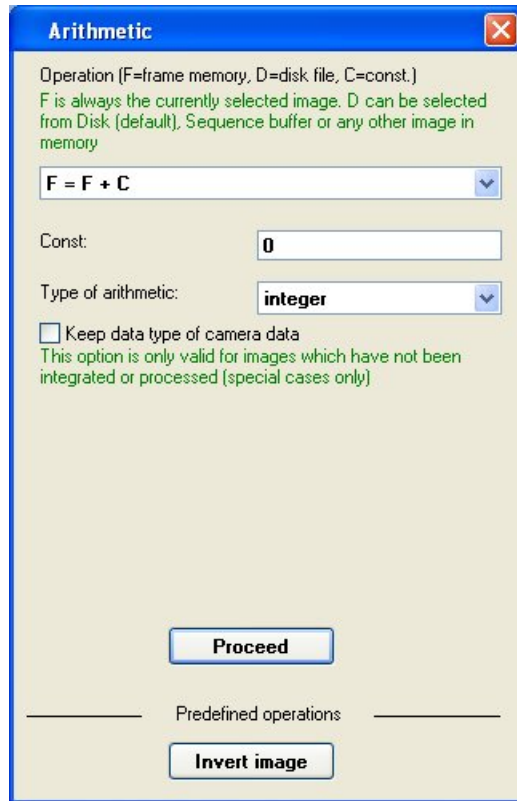 Arithmetic
Operation (F=frame memory, D=disk file, C=const.)
F is always the currently selected image. D can be selected
from Disk (default), Sequence buffer or any other image in
memory
F = F + C
Const:
0
Type of arithmetic:
integer
Keep data type of camera data
This option is only valid for images which have not been
integrated or processed (special cases only)
Proceed
Predefined operations
Invert image